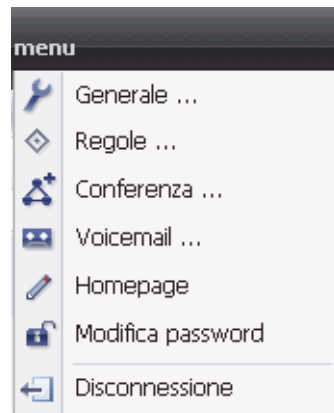 menu
Generale ...
Regole ...
Conferenza ...
Voicemail ...
Homepage
Modifica password
Disconnessione